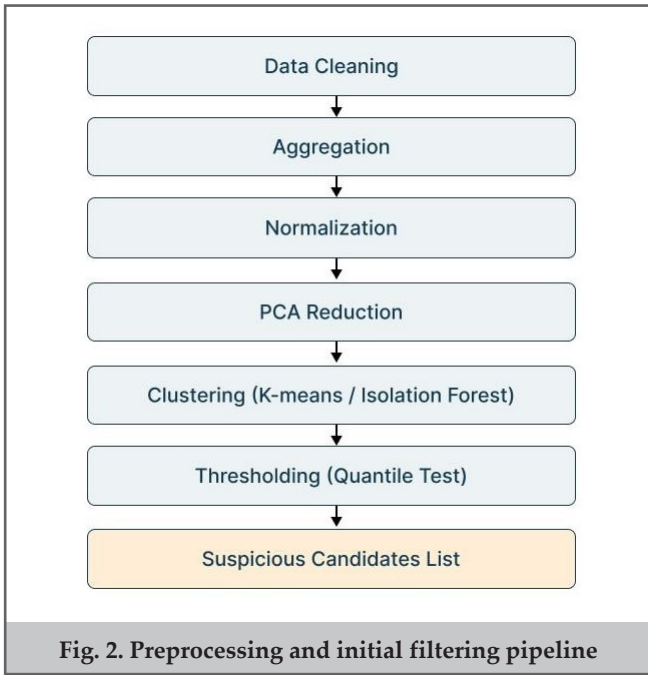 Data Cleaning
Aggregation
Normalization
PCA Reduction
Clustering (K-means / Isolation Forest)
Thresholding (Quantile Test)
Suspicious Candidates List
Fig. 2. Preprocessing and initial filtering pipeline